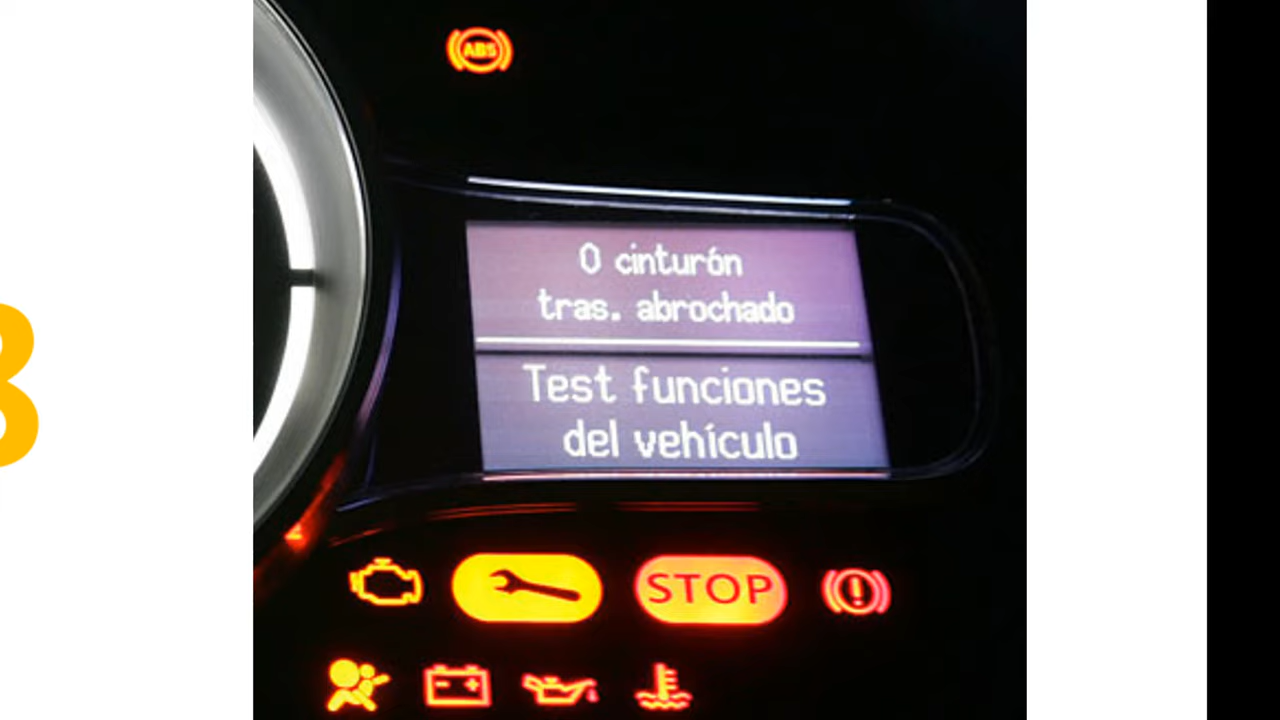 ABS
0 cinturón
tras. abrochado
Test funciones
del vehículo
STOP